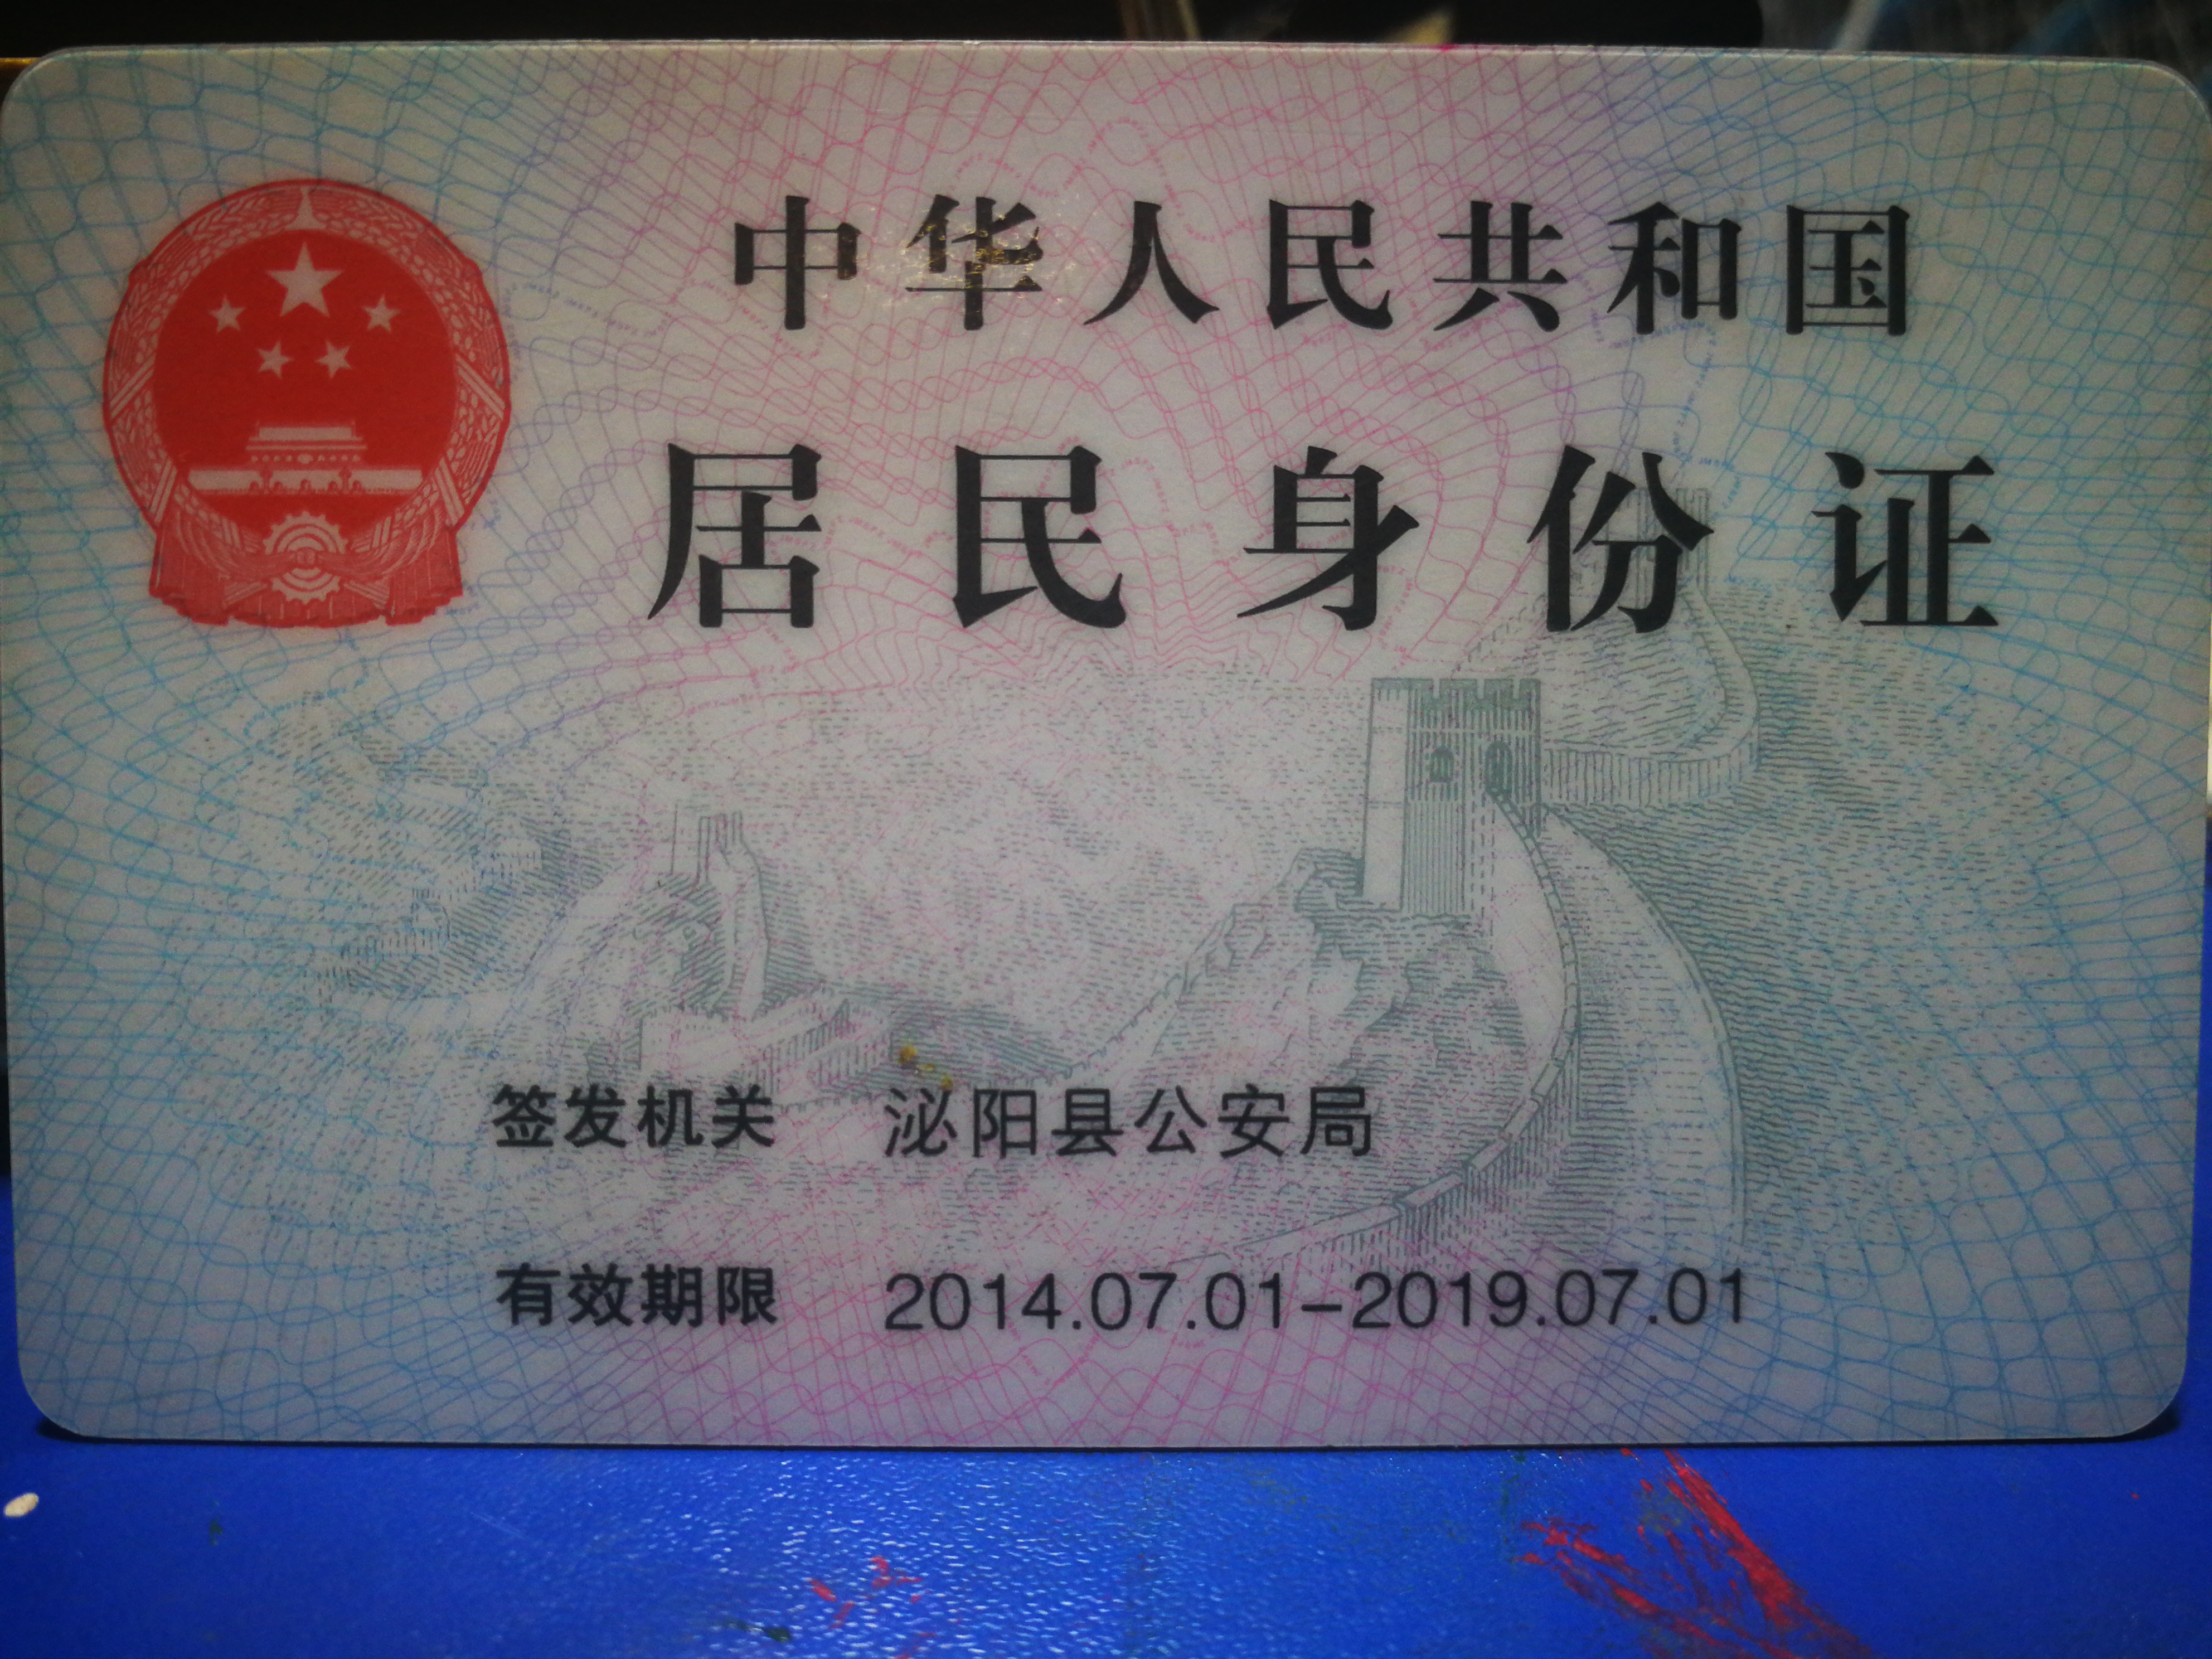 中华人民共和国
居民身份证
签发机关 泌阳县公安局
有效期限 2014.07.01-2019.07.01